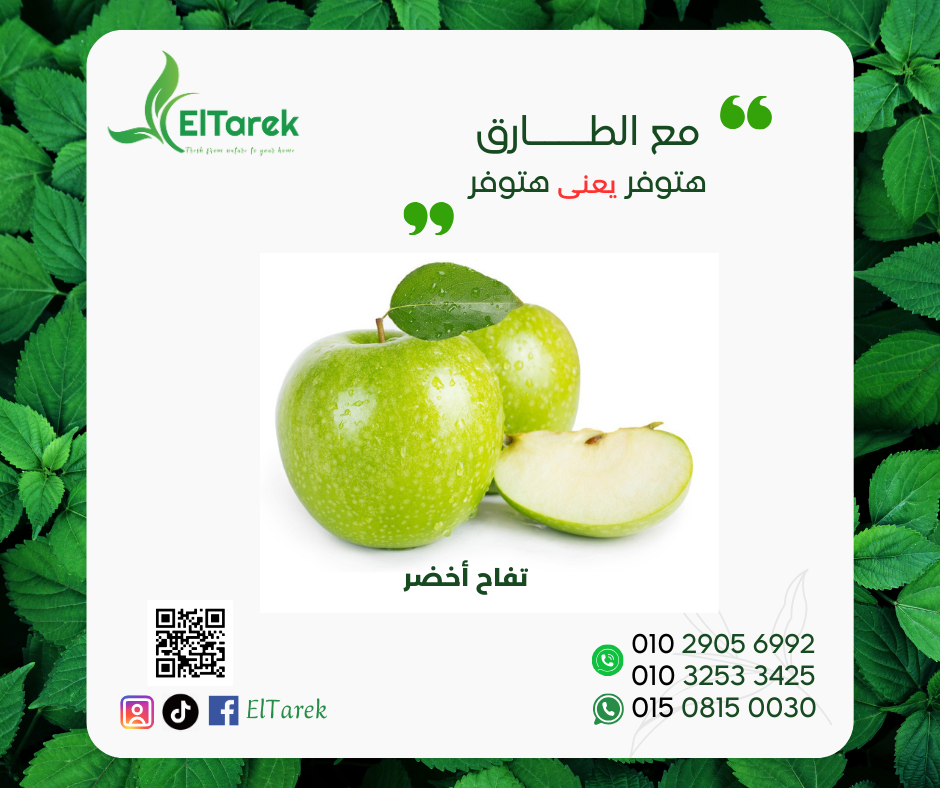 ElTarek
Fresh from nature to your home
❝ مع الطـــــارق
هتوفر يعنى هتوفر ❞
تفاح أخضر
010 2905 6992
010 3253 3425
015 0815 0030
ElTarek